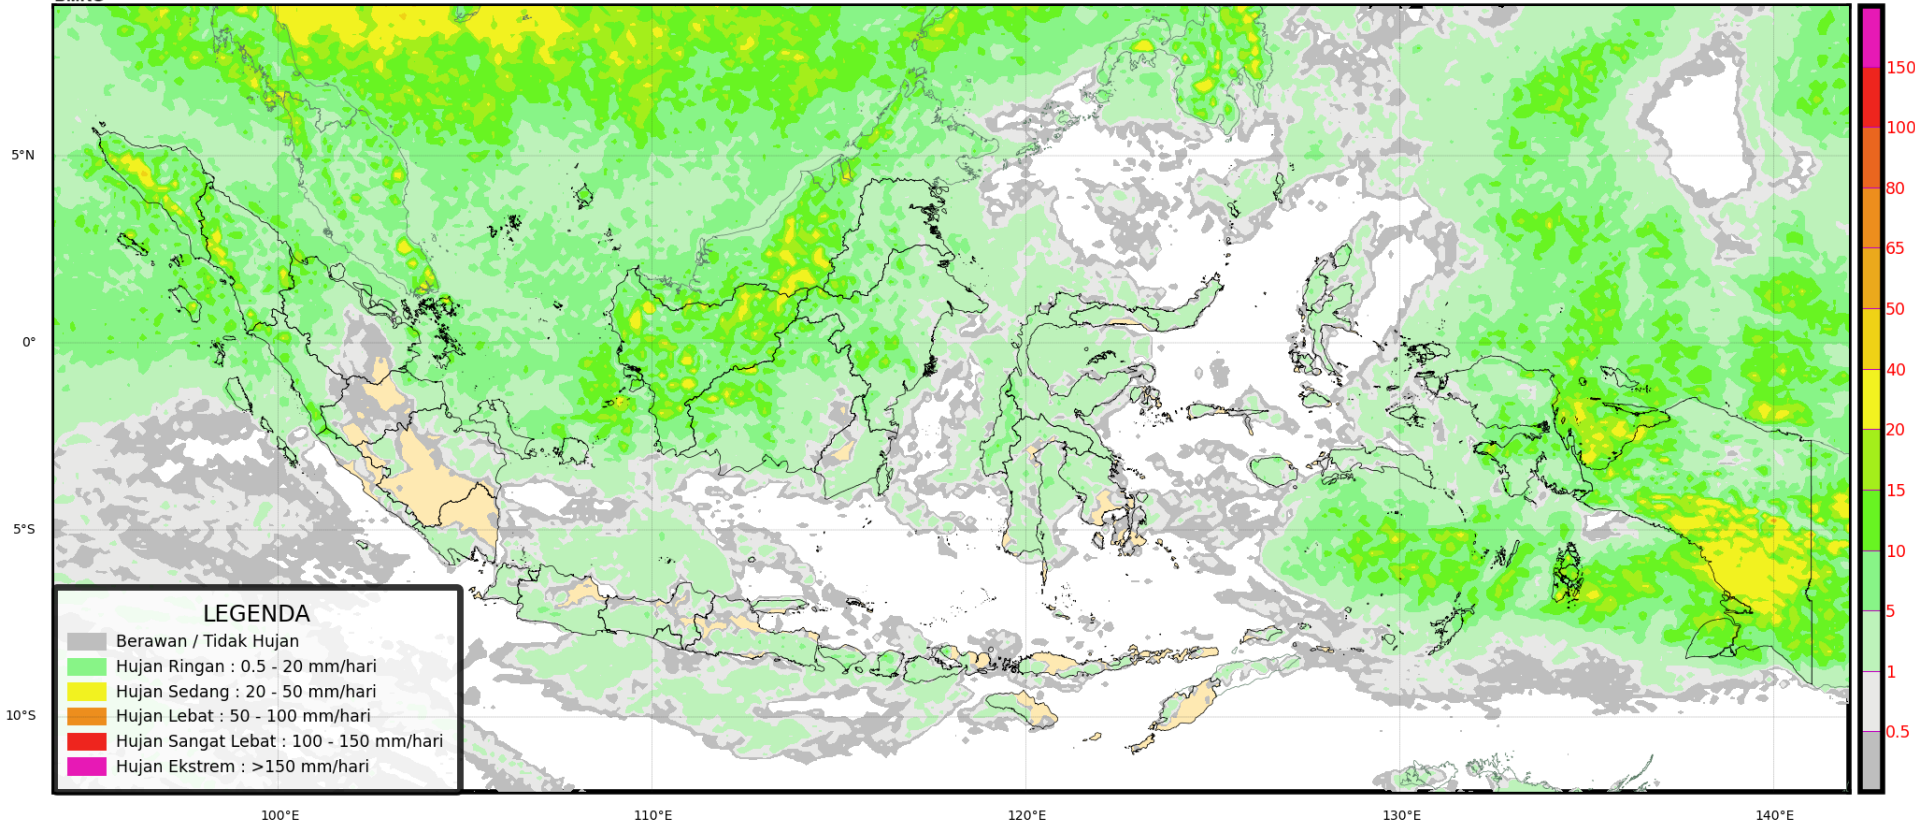 5°N
0°
5°S
10°S
100°E
110°E
120°E
130°E
140°E
LEGENDA
Berawan / Tidak Hujan
Hujan Ringan : 0.5 - 20 mm/hari
Hujan Sedang : 20 - 50 mm/hari
Hujan Lebat : 50 - 100 mm/hari
Hujan Sangat Lebat : 100 - 150 mm/hari
Hujan Ekstrem : >150 mm/hari
150
100
80
65
50
40
20
15
10
5
1
0.5